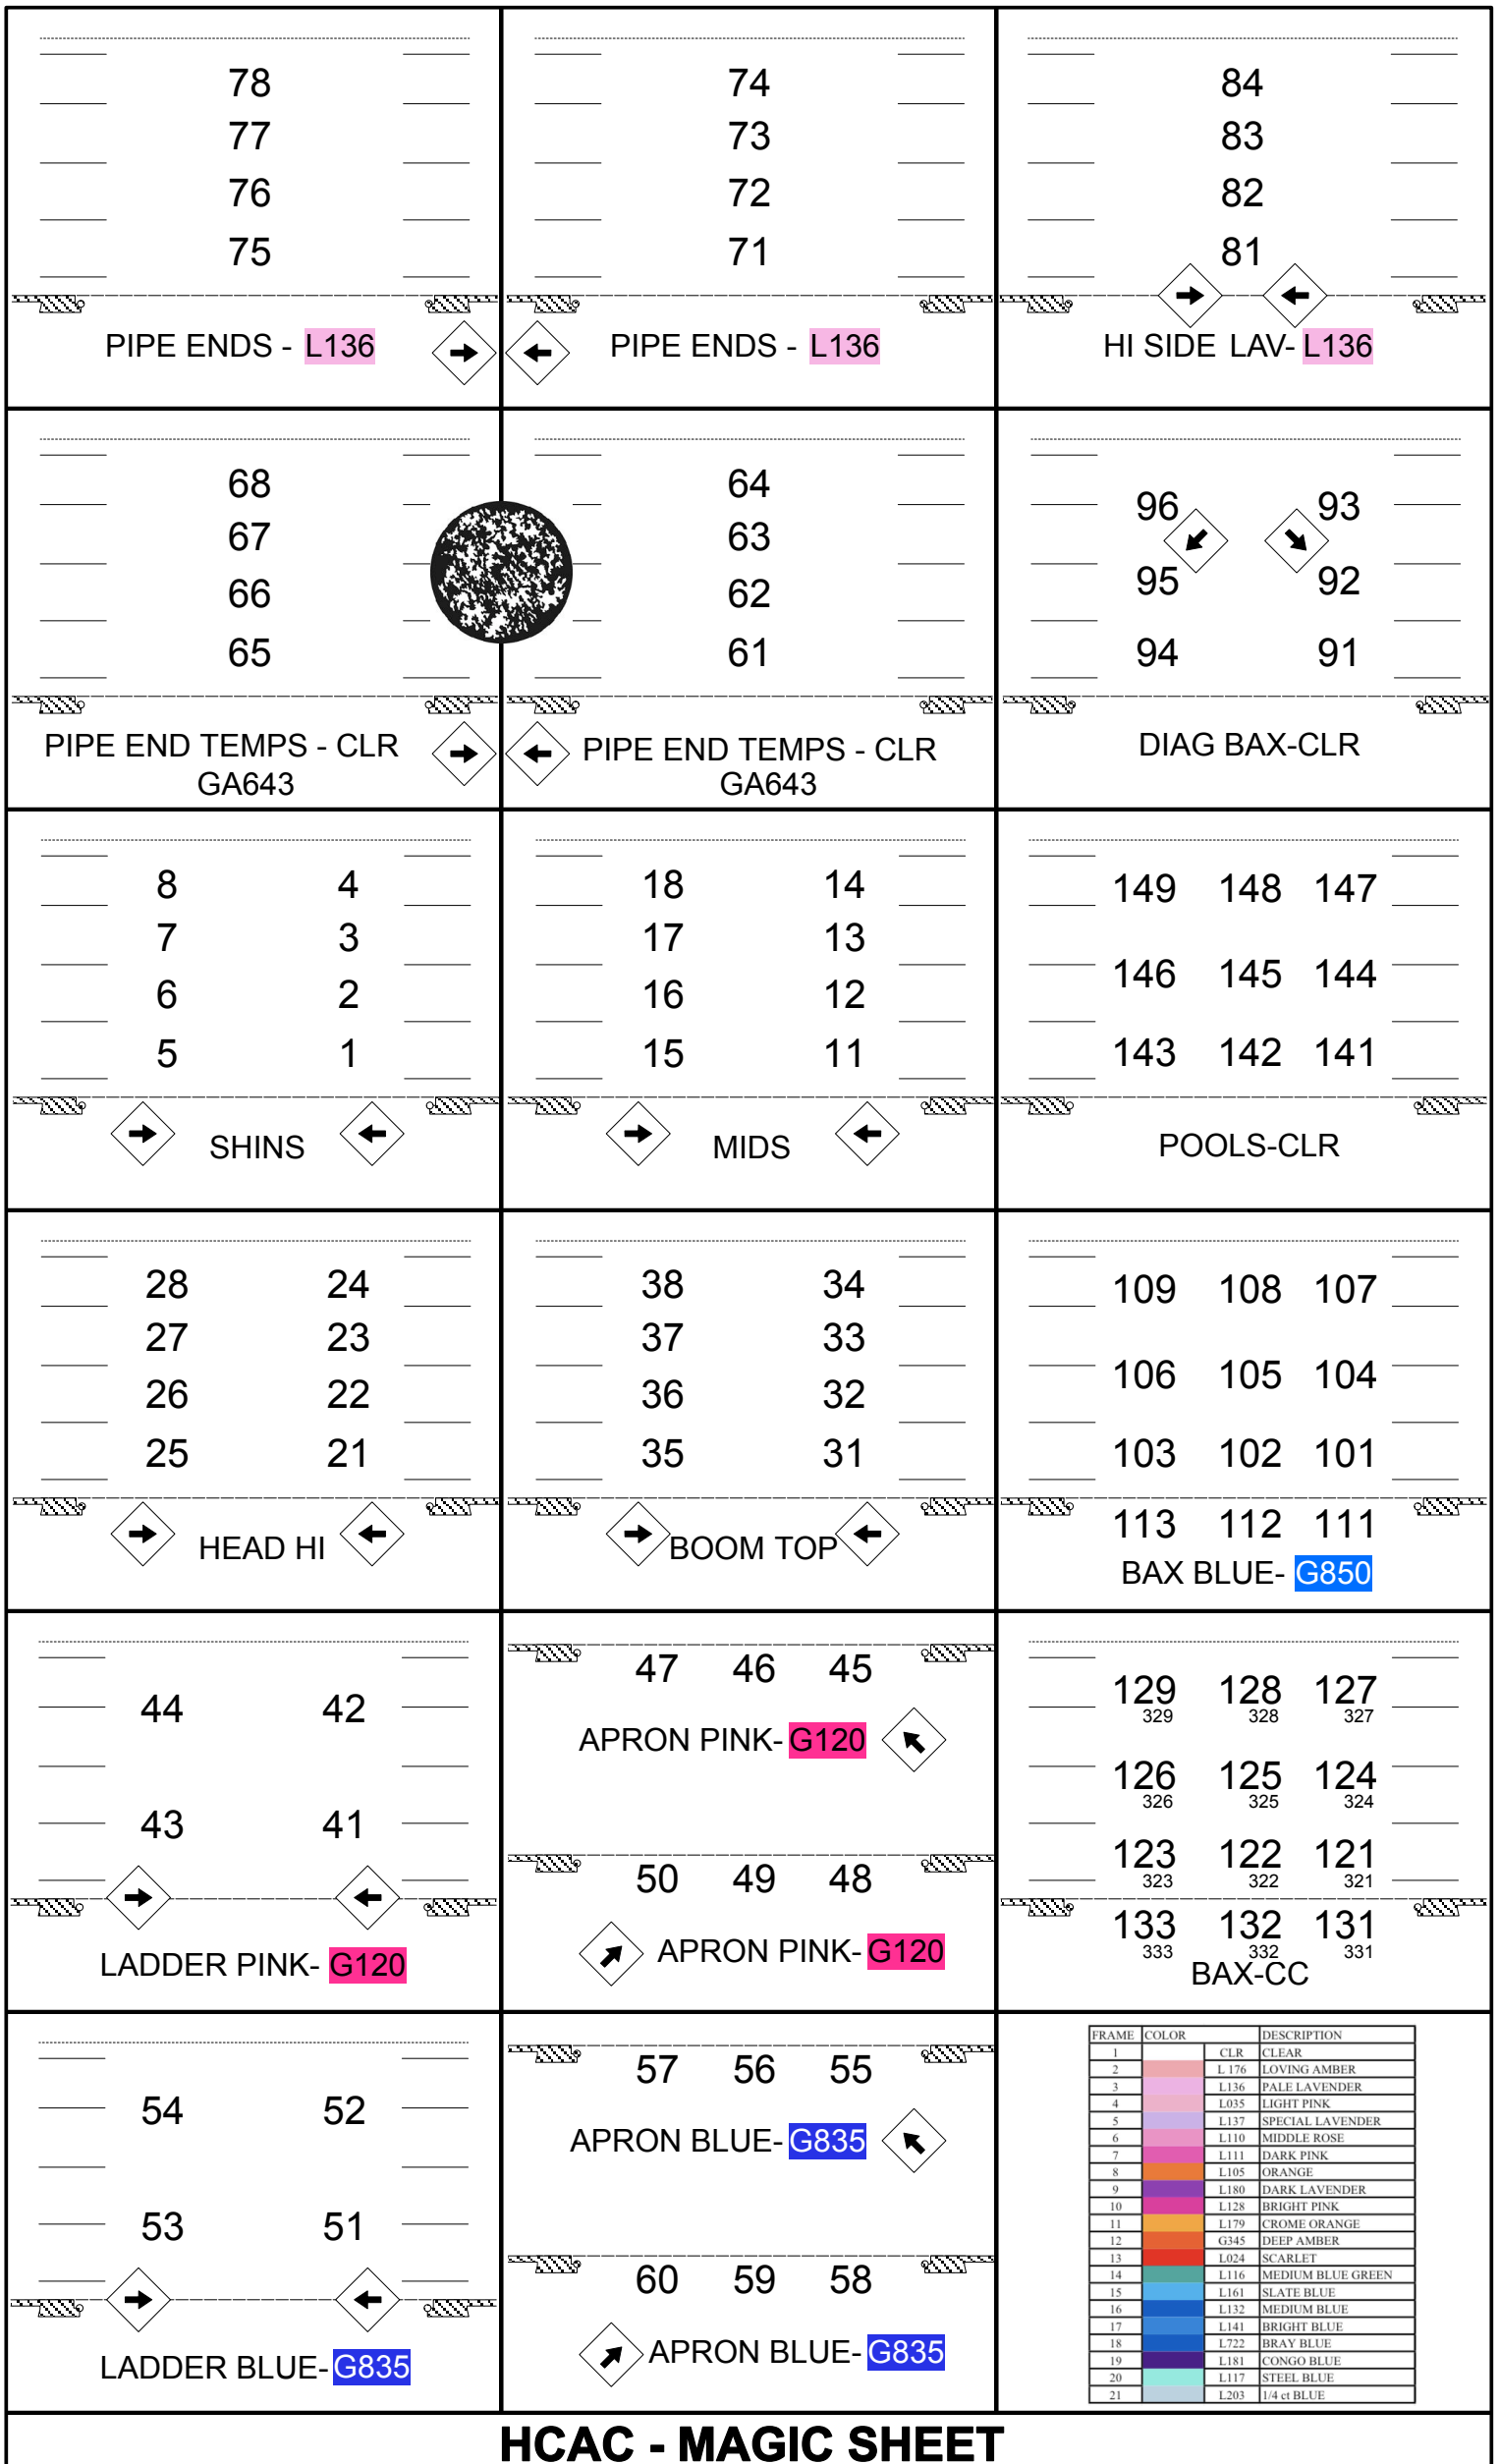 78
77
76
75
PIPE ENDS - L136
74
73
72
71
PIPE ENDS - L136
84
83
82
81
HI SIDE LAV- L136
68
67
66
65
PIPE END TEMPS - CLR
GA643
64
63
62
61
PIPE END TEMPS - CLR
GA643
96 93
95 92
94 91
DIAG BAX-CLR
8 4
7 3
6 2
5 1
SHINS
18 14
17 13
16 12
15 11
MIDS
149 148 147
146 145 144
143 142 141
POOLS-CLR
28 24
27 23
26 22
25 21
HEAD HI
38 34
37 33
36 32
35 31
BOOM TOP
109 108 107
106 105 104
103 102 101
113 112 111
BAX BLUE- G850
44 42
43 41
LADDER PINK- G120
47 46 45
APRON PINK- G120
50 49 48
APRON PINK- G120
129 128 127
329 328 327
126 125 124
326 325 324
123 122 121
323 322 321
133 132 131
333 332 331
BAX-CC
54 52
53 51
LADDER BLUE- G835
57 56 55
APRON BLUE- G835
60 59 58
APRON BLUE- G835
FRAME COLOR DESCRIPTION
1 CLR CLEAR
2 L 176 LOVING AMBER
3 L136 PALE LAVENDER
4 L035 LIGHT PINK
5 L137 SPECIAL LAVENDER
6 L110 MIDDLE ROSE
7 L111 DARK PINK
8 L105 ORANGE
9 L180 DARK LAVENDER
10 L128 BRIGHT PINK
11 L179 CROME ORANGE
12 G345 DEEP AMBER
13 L024 SCARLET
14 L116 MEDIUM BLUE GREEN
15 L161 SLATE BLUE
16 L132 MEDIUM BLUE
17 L141 BRIGHT BLUE
18 L722 BRAY BLUE
19 L181 CONGO BLUE
20 L117 STEEL BLUE
21 L203 1/4 ct BLUE
HCAC - MAGIC SHEET